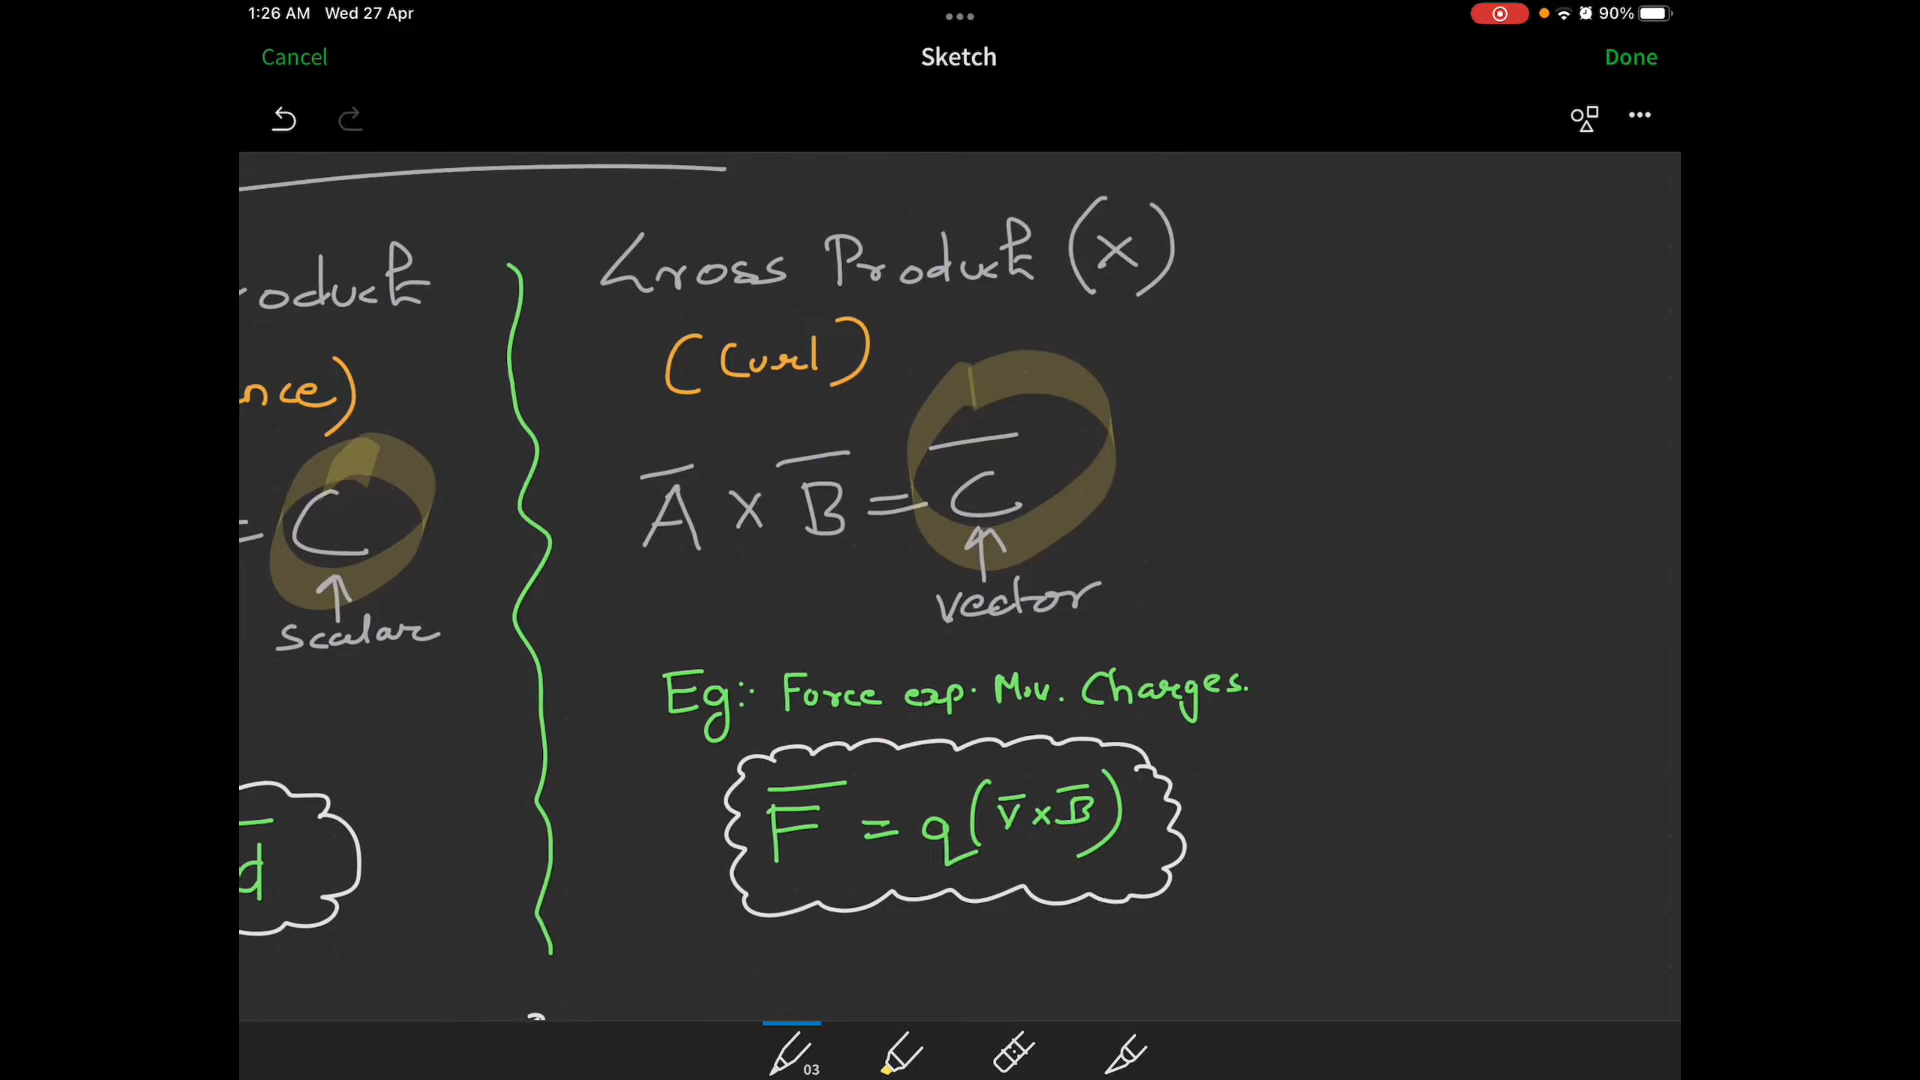 1:26 AM Wed 27 Apr
90%
Cancel
Sketch
Done
oduct
nce)
= C
scalar
d
Cross Product (×)
(Curl)
A̅ × B̅ = C̅
vector
Eg:- Force exp. Mov. Charges.
F̅ = q(v̅ × B̅)
03